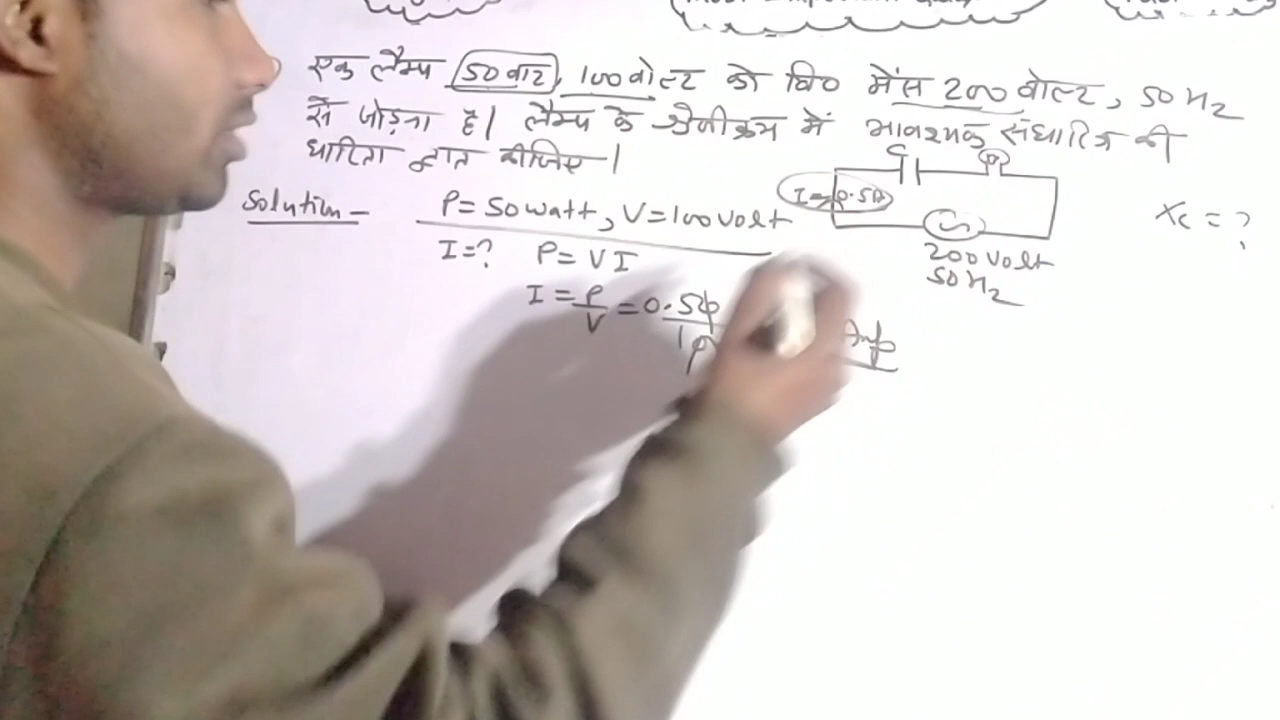 एक लैम्प 50 वाट, 100 वोल्ट को वि० मेंस 200 वोल्ट, 50 Hz
से जोड़ना है। लैम्प के श्रेणीक्रम में आवश्यक संधारित्र की
धारिता ज्ञात कीजिए।
C
Solution - P = 50 watt, V = 100 volt
I = 0.5A
Xc = ?
I = ? P = VI
200 volt
50 Hz
I = P/V = 0.5
Amp